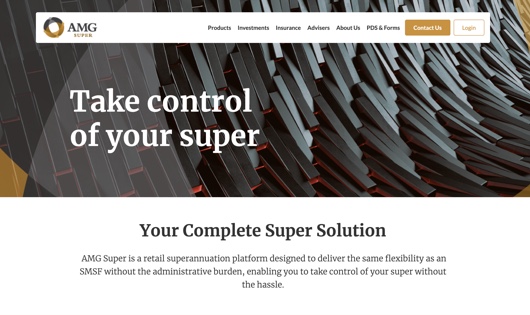 AMG
SUPER
Products Investments Insurance Advisers About Us PDS & Forms Contact Us Login
Take control
of your super
Your Complete Super Solution
AMG Super is a retail superannuation platform designed to deliver the same flexibility as an
SMSF without the administrative burden, enabling you to take control of your super without
the hassle.